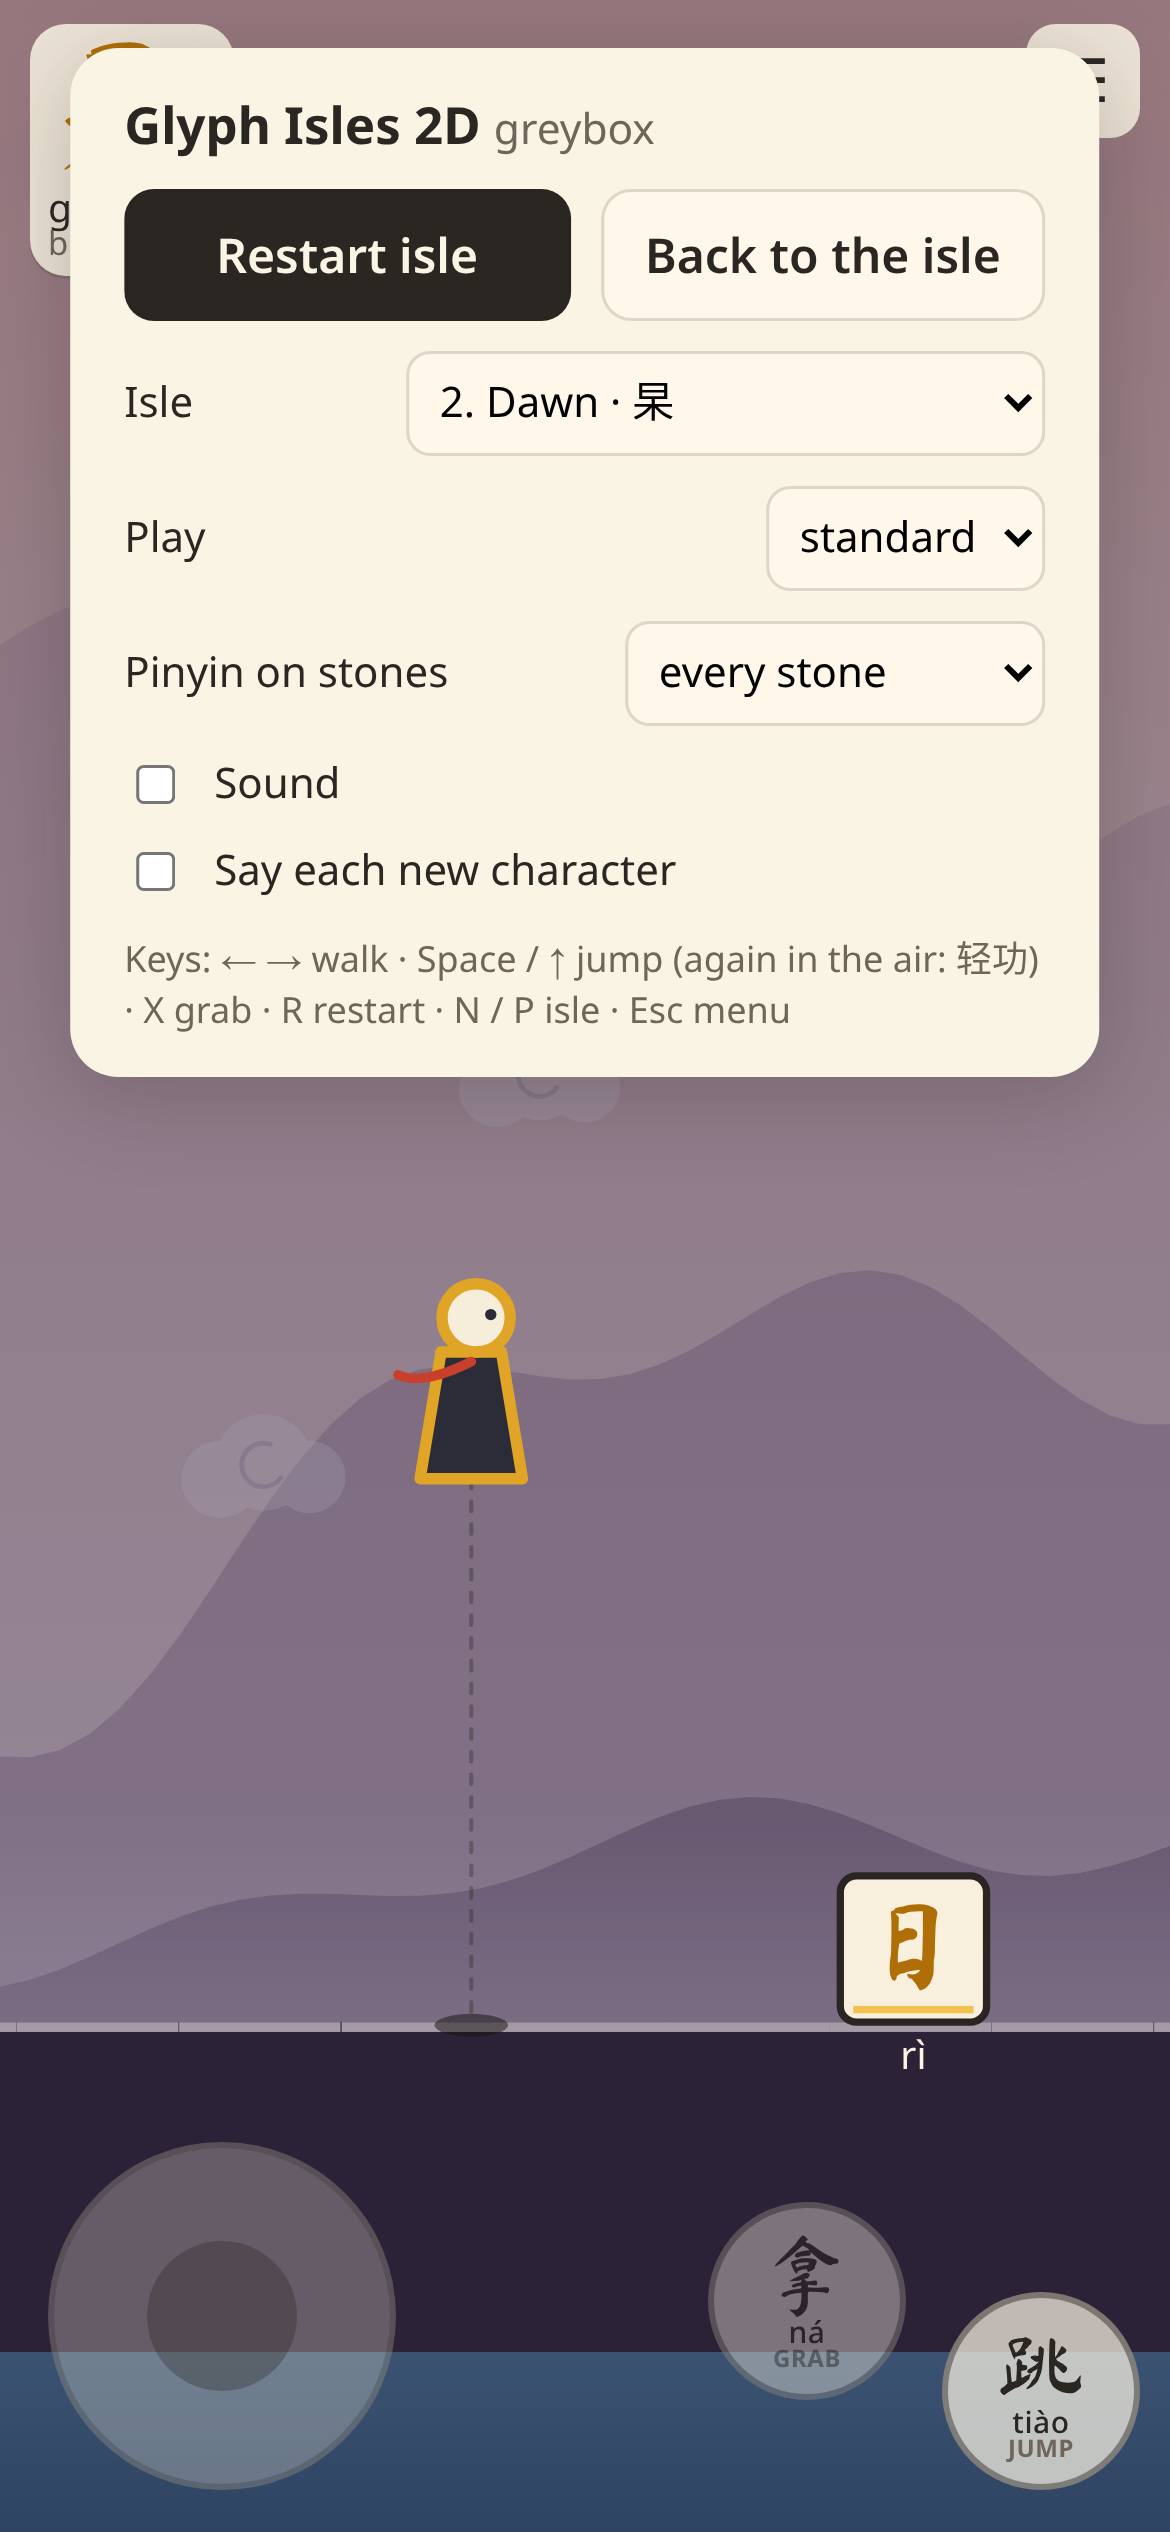 Glyph Isles 2D greybox
Restart isle
Back to the isle
Isle
2. Dawn · 杲
Play
standard
Pinyin on stones
every stone
Sound
Say each new character
Keys: ←→ walk · Space / ↑ jump (again in the air: 轻功)
· X grab · R restart · N / P isle · Esc menu
日
rì
拿
ná
GRAB
跳
tiào
JUMP